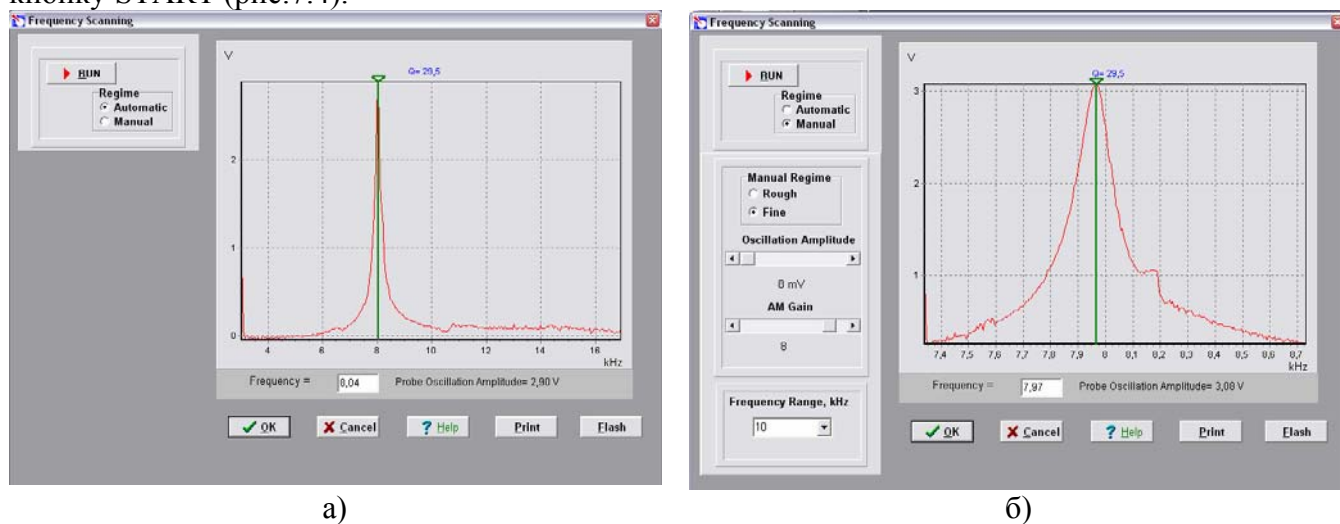 кнопку START (рис.7.4).
Frequency Scanning
RUN
Regime
Automatic
Manual
V
Q= 29,5
2
1
0
4 6 8 10 12 14 16
kHz
Frequency = 8,04 Probe Oscillation Amplitude= 2,90 V
OK Cancel Help Print Flash
а)
Frequency Scanning
RUN
Regime
Automatic
Manual
Manual Regime
Rough
Fine
Oscillation Amplitude
0 mV
AM Gain
8
Frequency Range, kHz
10
V
Q= 29,5
3
2
1
7,4 7,5 7,6 7,7 7,8 7,9 8 8,1 8,2 8,3 8,4 8,5 8,6 8,7
kHz
Frequency = 7,97 Probe Oscillation Amplitude= 3,08 V
OK Cancel Help Print Flash
б)